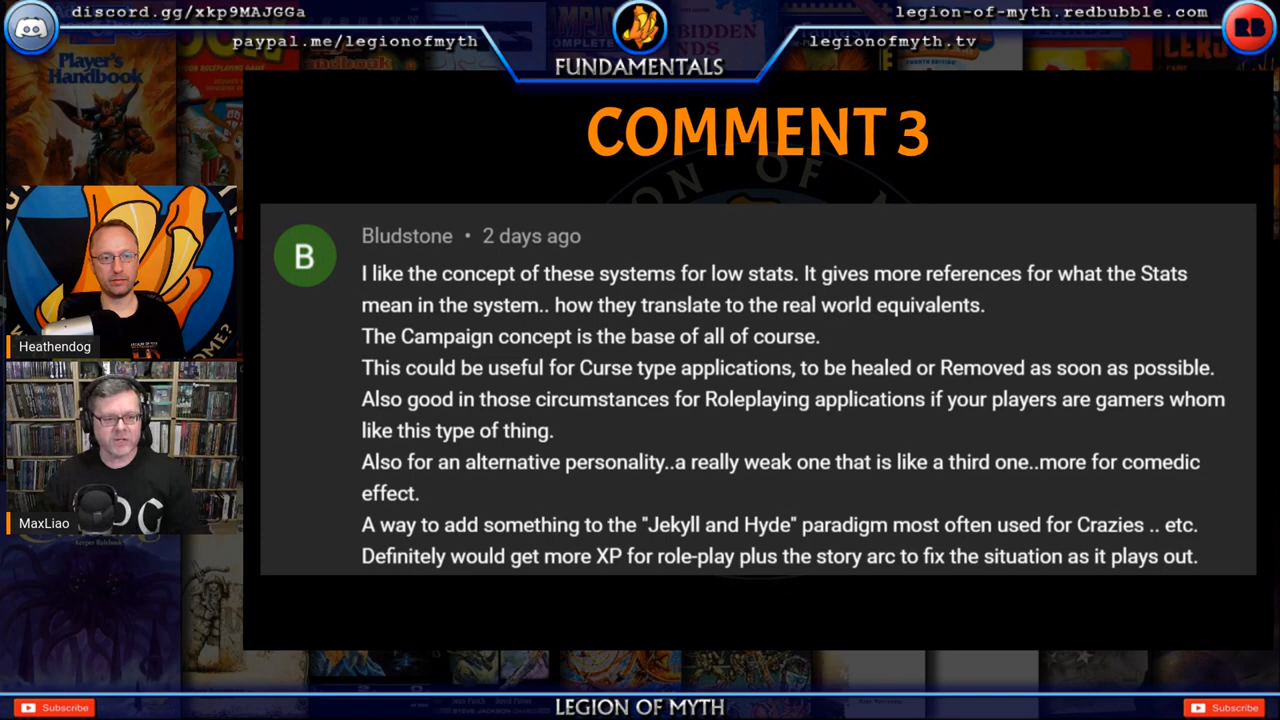 discord.gg/xkp9MAJGGa
legion-of-myth.redbubble.com
paypal.me/legionofmyth
legionofmyth.tv
RB
FUNDAMENTALS
Player's
Handbook
COMMENT 3
B
Bludstone • 2 days ago
I like the concept of these systems for low stats. It gives more references for what the Stats
mean in the system.. how they translate to the real world equivalents.
The Campaign concept is the base of all of course.
This could be useful for Curse type applications, to be healed or Removed as soon as possible.
Also good in those circumstances for Roleplaying applications if your players are gamers whom
like this type of thing.
Also for an alternative personality..a really weak one that is like a third one..more for comedic
effect.
A way to add something to the "Jekyll and Hyde" paradigm most often used for Crazies .. etc.
Definitely would get more XP for role-play plus the story arc to fix the situation as it plays out.
Heathendog
MaxLiao
Subscribe
LEGION OF MYTH
Subscribe